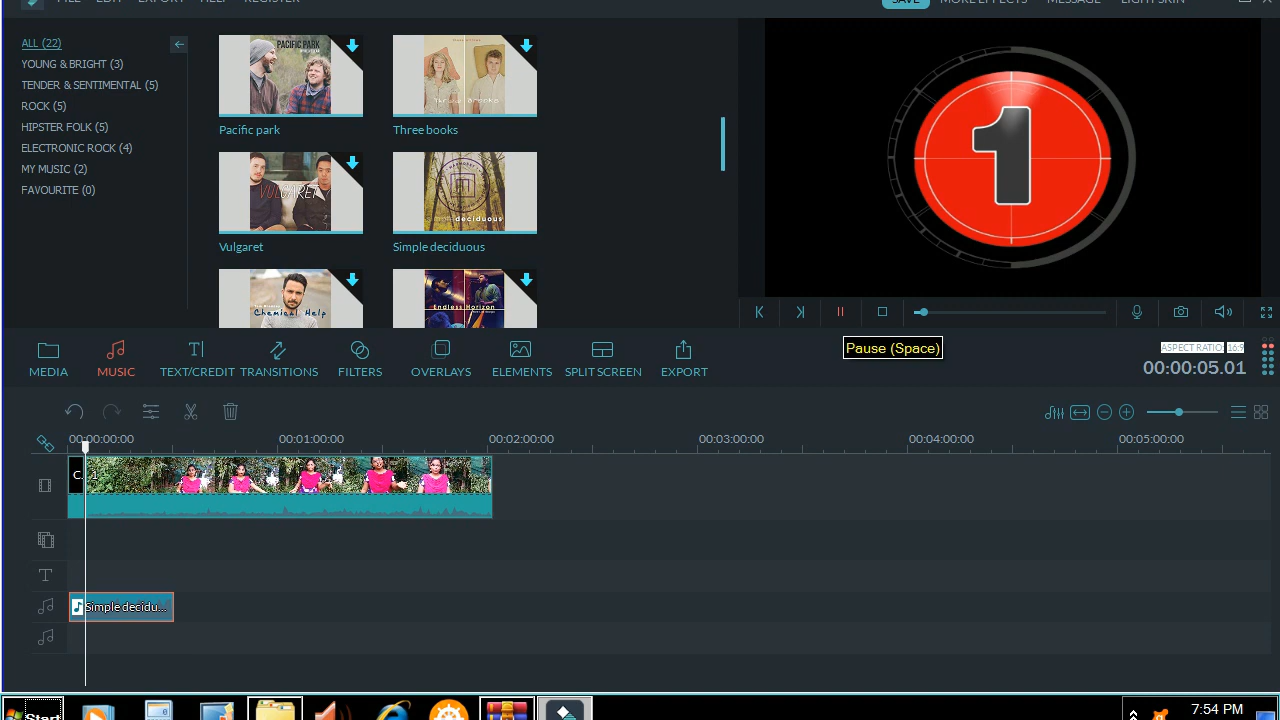 FILE EDIT EXPORT HELP REGISTER
SAVE MORE EFFECTS MESSAGE LIGHT SKIN
ALL (22)
YOUNG & BRIGHT (3)
TENDER & SENTIMENTAL (5)
ROCK (5)
HIPSTER FOLK (5)
ELECTRONIC ROCK (4)
MY MUSIC (2)
FAVOURITE (0)
PACIFIC PARK
Pacific park
Three books
VULGARET
Vulgaret
simple deciduous
Simple deciduous
Chemical Help
Endless Horizon
1
Pause (Space)
ASPECT RATIO: 16:9
00:00:05.01
MEDIA
MUSIC
TEXT/CREDIT
TRANSITIONS
FILTERS
OVERLAYS
ELEMENTS
SPLIT SCREEN
EXPORT
00:00:00:00
00:01:00:00
00:02:00:00
00:03:00:00
00:04:00:00
00:05:00:00
Simple decidu...
Start
7:54 PM